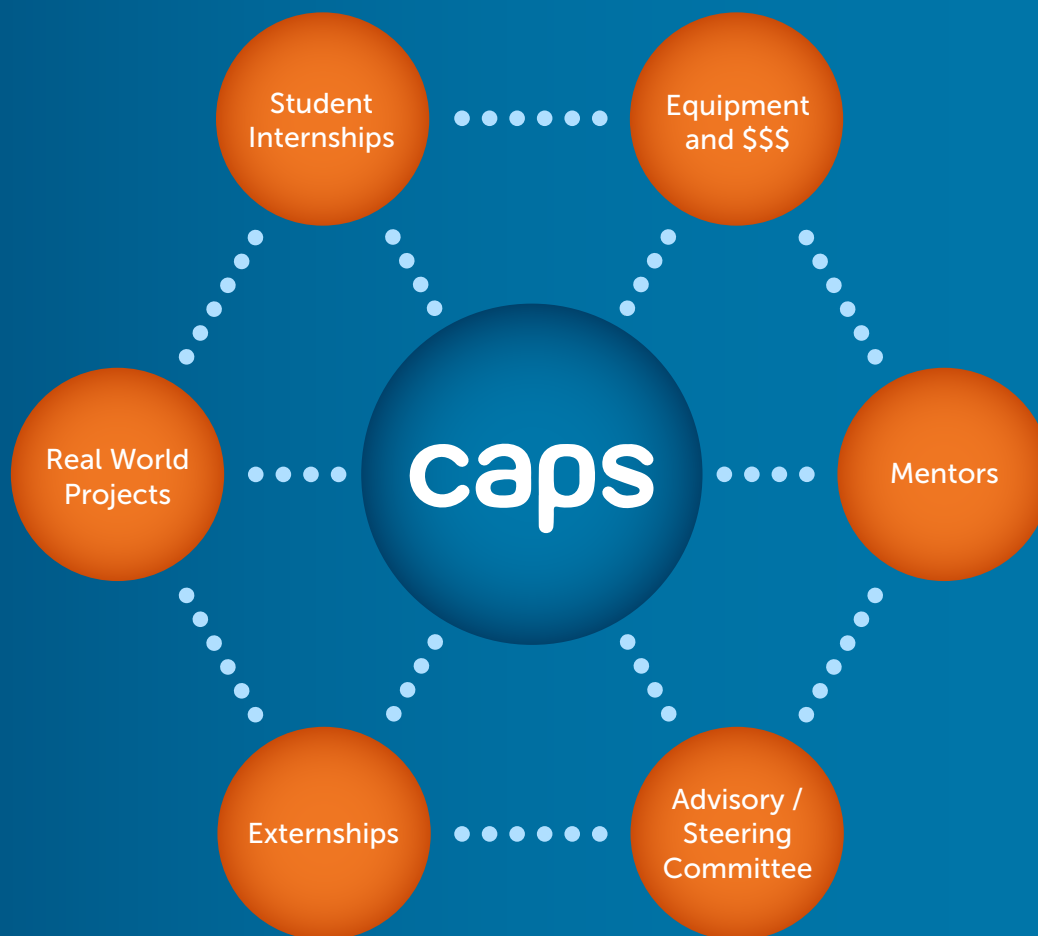 Student
Internships
Equipment
and $$$
Real World
Projects
caps
Mentors
Externships
Advisory /
Steering
Committee